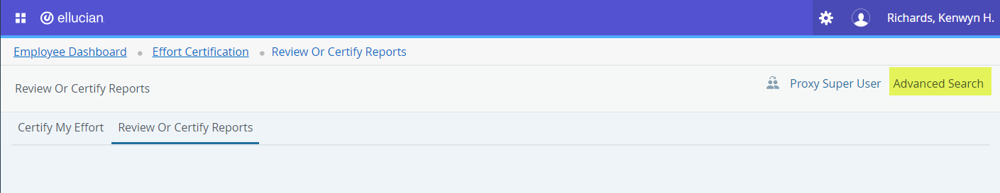 ellucian Richards, Kenwyn H.
Employee Dashboard Effort Certification Review Or Certify Reports
Review Or Certify Reports Proxy Super User Advanced Search
Certify My Effort Review Or Certify Reports